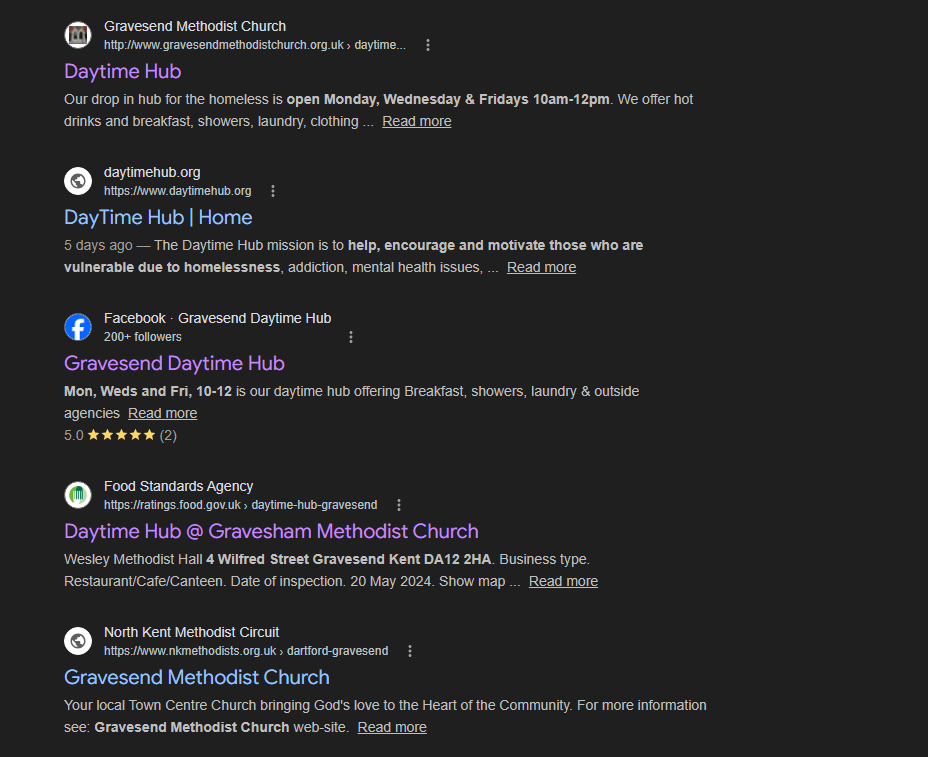 Gravesend Methodist Church
http://www.gravesendmethodistchurch.org.uk › daytime...
Daytime Hub
Our drop in hub for the homeless is open Monday, Wednesday & Fridays 10am-12pm. We offer hot
drinks and breakfast, showers, laundry, clothing ... Read more
daytimehub.org
https://www.daytimehub.org
DayTime Hub | Home
5 days ago — The Daytime Hub mission is to help, encourage and motivate those who are
vulnerable due to homelessness, addiction, mental health issues, ... Read more
Facebook · Gravesend Daytime Hub
200+ followers
Gravesend Daytime Hub
Mon, Weds and Fri, 10-12 is our daytime hub offering Breakfast, showers, laundry & outside
agencies Read more
5.0 ★★★★★ (2)
Food Standards Agency
https://ratings.food.gov.uk › daytime-hub-gravesend
Daytime Hub @ Gravesham Methodist Church
Wesley Methodist Hall 4 Wilfred Street Gravesend Kent DA12 2HA. Business type.
Restaurant/Cafe/Canteen. Date of inspection. 20 May 2024. Show map ... Read more
North Kent Methodist Circuit
https://www.nkmethodists.org.uk › dartford-gravesend
Gravesend Methodist Church
Your local Town Centre Church bringing God's love to the Heart of the Community. For more information
see: Gravesend Methodist Church web-site. Read more